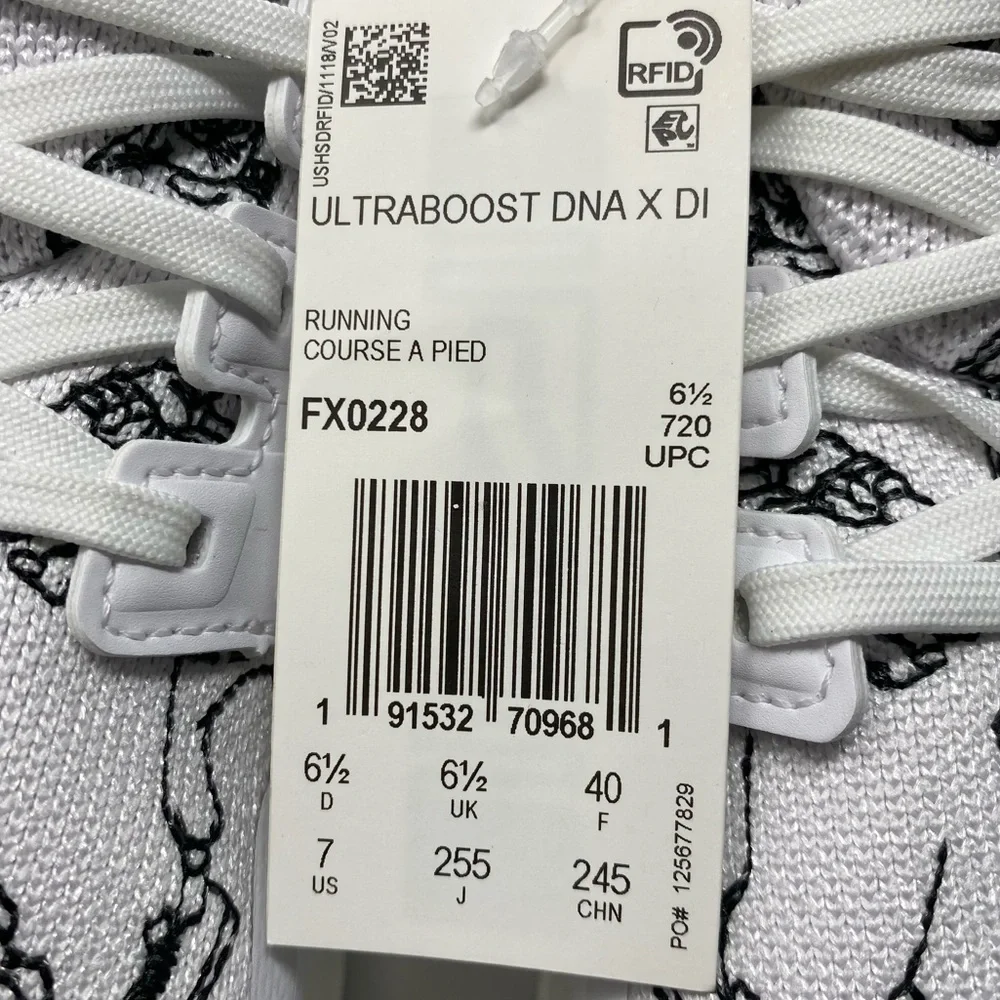 USHSDRFID/1118/V02
RFID
EPC™
ULTRABOOST DNA X DI
RUNNING
COURSE A PIED
FX0228
6½
720
UPC
1 91532 70968 1
6½ 6½ 40
D UK F
7 255 245
US J CHN
PO# 125677829